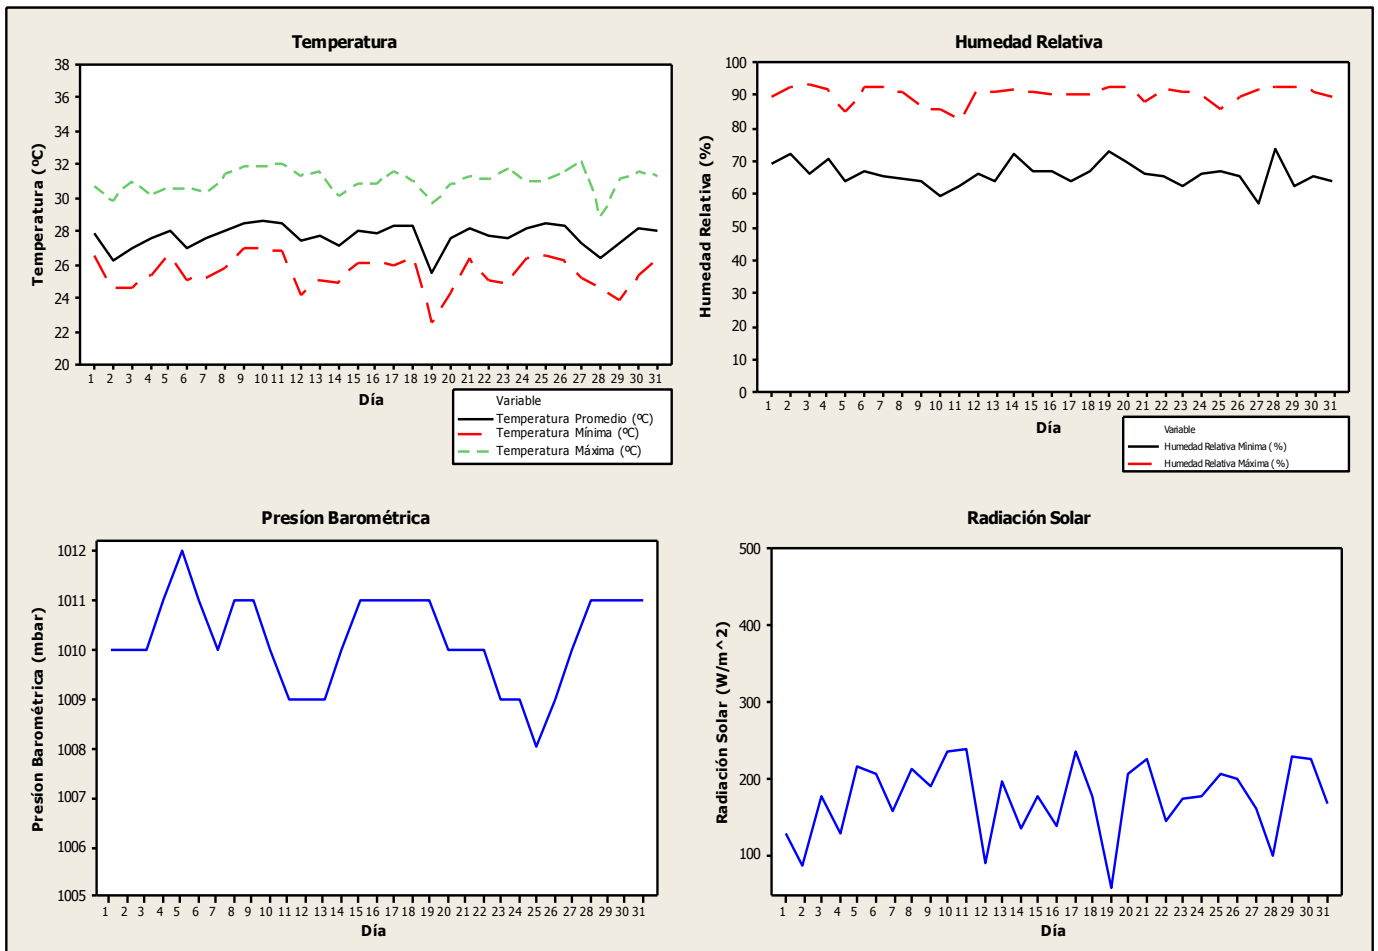 Temperatura
38
36
34
32
30
28
26
24
22
20
Temperatura (ºC)
1 2 3 4 5 6 7 8 9 10 11 12 13 14 15 16 17 18 19 20 21 22 23 24 25 26 27 28 29 30 31
Día
Variable
Temperatura Promedio (ºC)
Temperatura Mínima (ºC)
Temperatura Máxima (ºC)
Humedad Relativa
100
90
80
70
60
50
40
30
20
10
0
Humedad Relativa (%)
1 2 3 4 5 6 7 8 9 10 11 12 13 14 15 16 17 18 19 20 21 22 23 24 25 26 27 28 29 30 31
Día
Variable
Humedad Relativa Mínima (%)
Humedad Relativa Máxima (%)
Presíon Barométrica
1012
1011
1010
1009
1008
1007
1006
1005
Presíon Barométrica (mbar)
1 2 3 4 5 6 7 8 9 10 11 12 13 14 15 16 17 18 19 20 21 22 23 24 25 26 27 28 29 30 31
Día
Radiación Solar
500
400
300
200
100
Radiación Solar (W/m^2)
1 2 3 4 5 6 7 8 9 10 11 12 13 14 15 16 17 18 19 20 21 22 23 24 25 26 27 28 29 30 31
Día